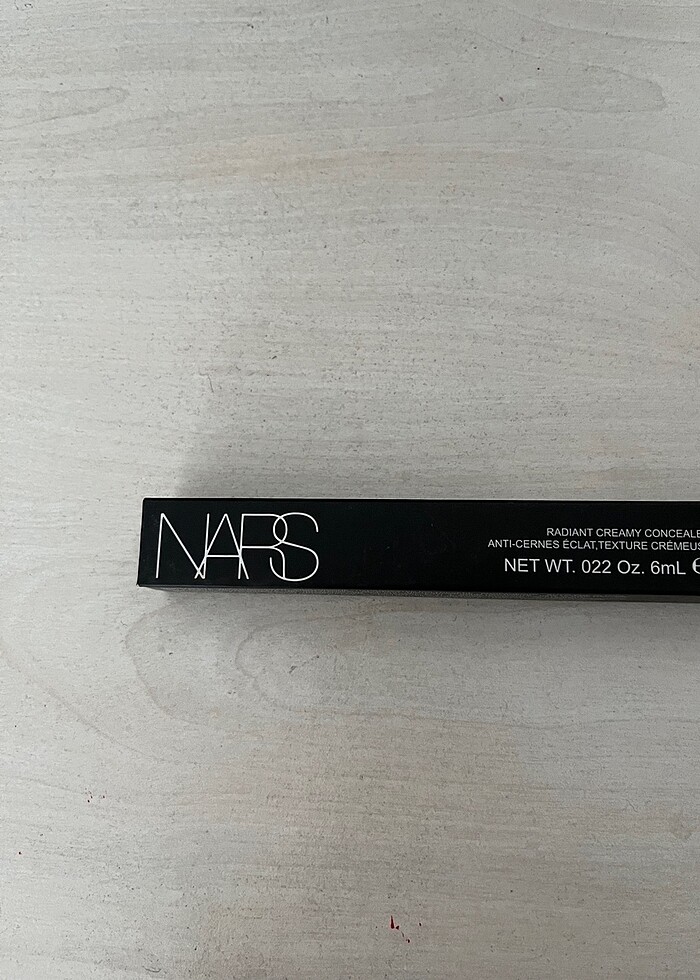 NARS
RADIANT CREAMY CONCEALE
ANTI-CERNES ÉCLAT,TEXTURE CRÉMEUS
NET WT. 022 Oz. 6mL ℮